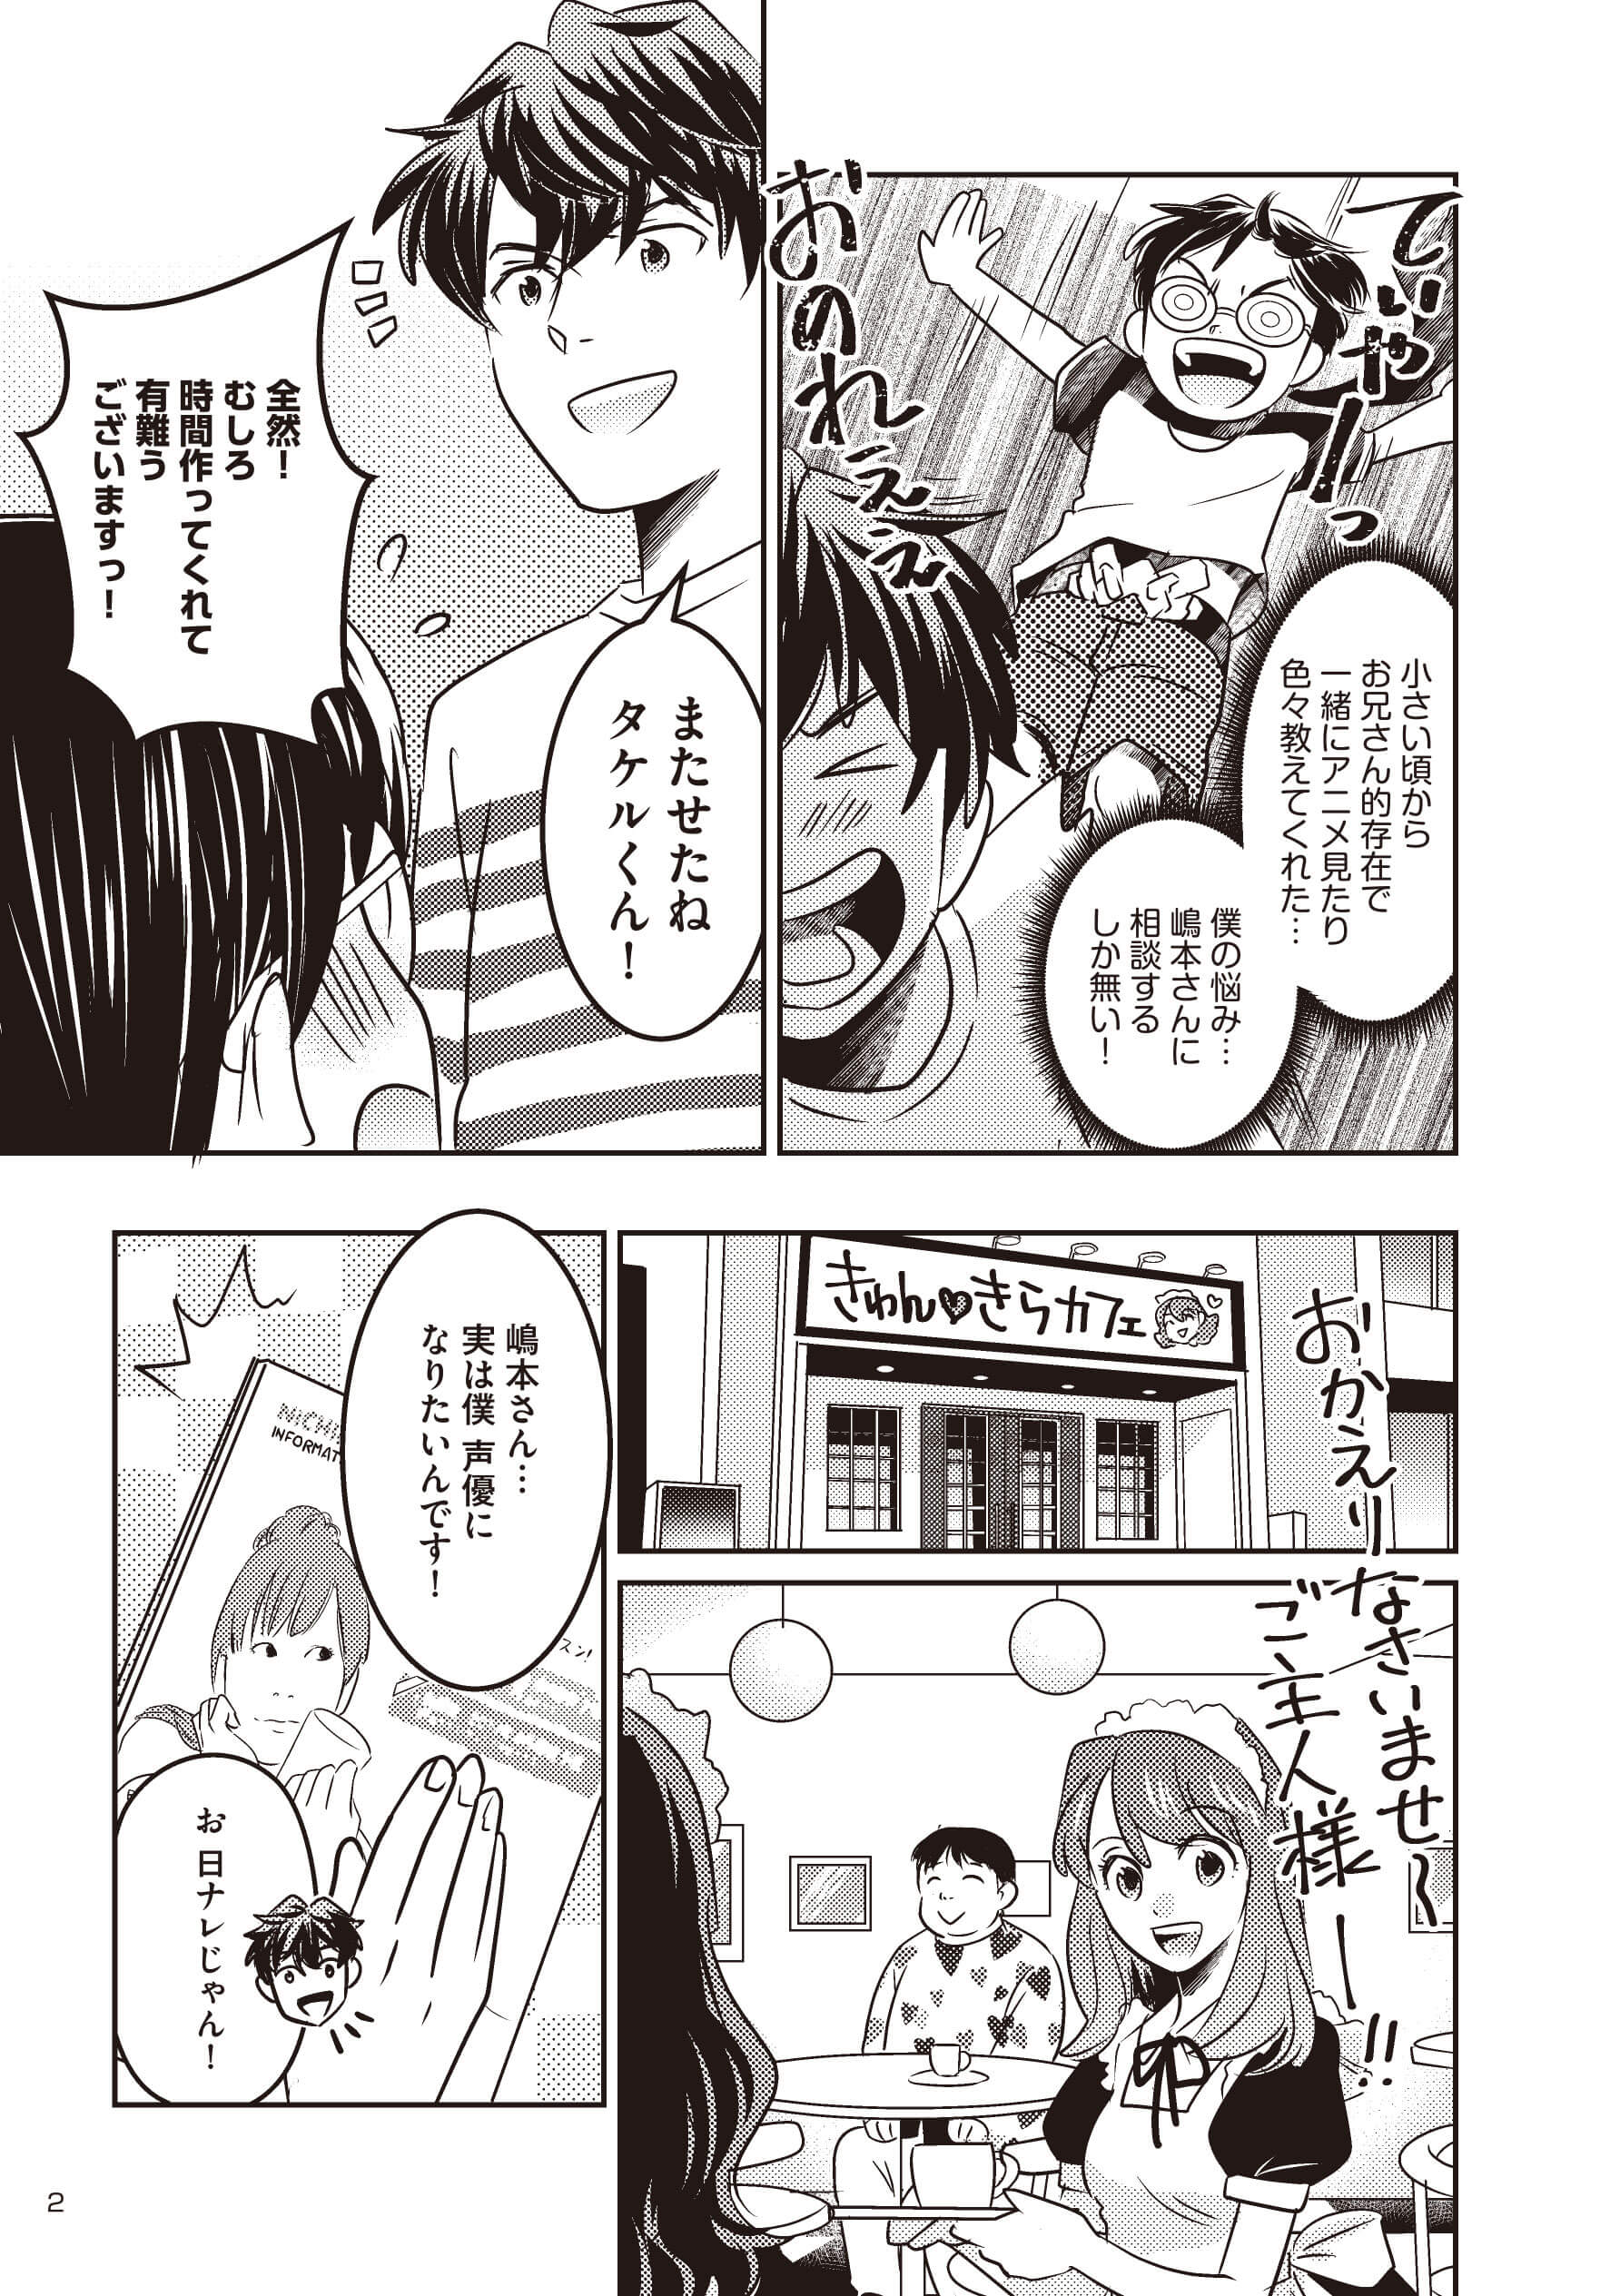 てぃやーっ
おのれぇぇぇ
小さい頃から
お兄さん的存在で
一緒にアニメ見たり
色々教えてくれた…
僕の悩み…
嶋本さんに
相談する
しか無い！
またせたね
タケルくん！
全然！
むしろ
時間作ってくれて
有難う
ございますっ！
きゅん♥きらカフェ
おかえりなさいませ〜
ご主人様ー!!
嶋本さん…
実は僕 声優に
なりたいんです！
INFORMAT
お 日ナレじゃん！
2